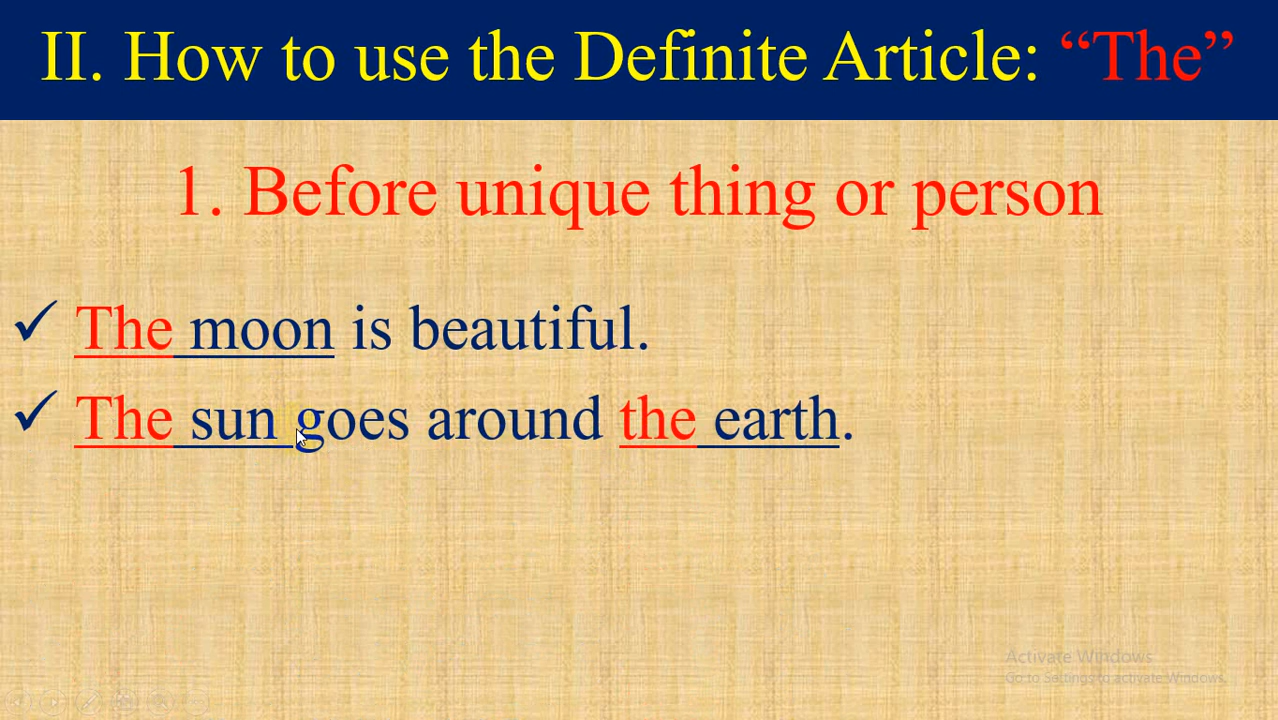 II. How to use the Definite Article: “The”
1. Before unique thing or person
✓ The moon is beautiful.
✓ The sun goes around the earth.
Activate Windows
Go to Settings to activate Windows.